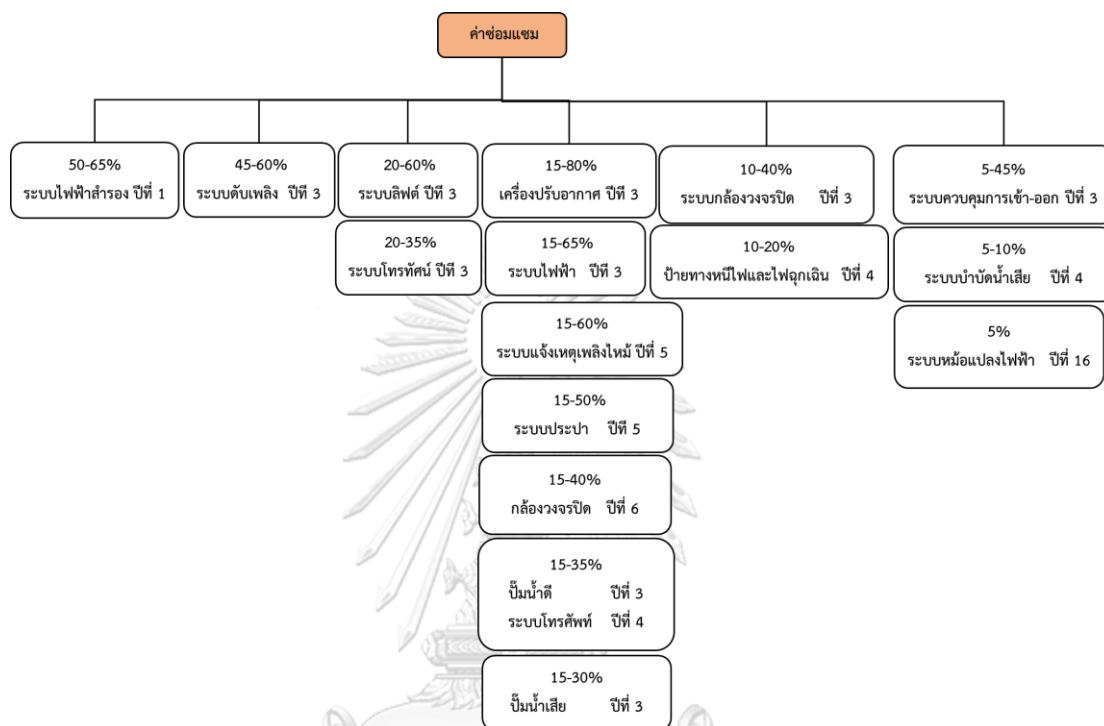 ค่าซ่อมแซม
50-65%
ระบบไฟฟ้าสำรอง ปีที่ 1
45-60%
ระบบดับเพลิง ปีที 3
20-60%
ระบบลิฟต์ ปีที 3
20-35%
ระบบโทรทัศน์ ปีที 3
15-80%
เครื่องปรับอากาศ ปีที 3
15-65%
ระบบไฟฟ้า ปีที 3
15-60%
ระบบแจ้งเหตุเพลิงไหม้ ปีที่ 5
15-50%
ระบบประปา ปีที 5
15-40%
กล้องวงจรปิด ปีที่ 6
15-35%
ปั๊มน้ำดี ปีที่ 3
ระบบโทรศัพท์ ปีที่ 4
15-30%
ปั๊มน้ำเสีย ปีที่ 3
10-40%
ระบบกล้องวงจรปิด ปีที่ 3
10-20%
ป้ายทางหนีไฟและไฟฉุกเฉิน ปีที่ 4
5-45%
ระบบควบคุมการเข้า-ออก ปีที่ 3
5-10%
ระบบบำบัดน้ำเสีย ปีที่ 4
5%
ระบบหม้อแปลงไฟฟ้า ปีที่ 16